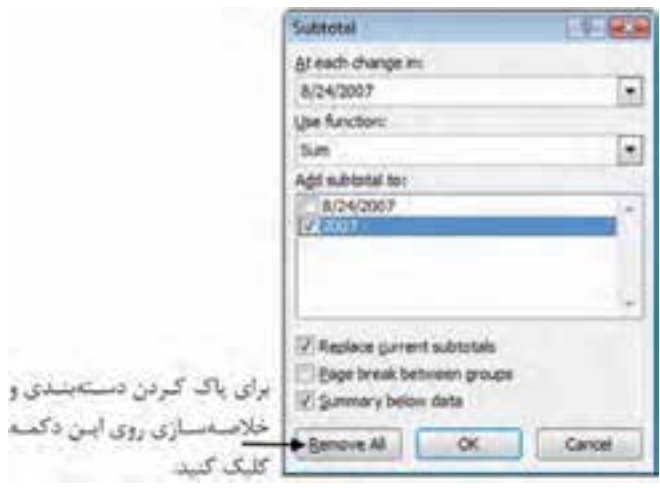 Subtotal
At each change in:
8/24/2007
Use function:
Sum
Add subtotal to:
8/24/2007
2007
Replace current subtotals
Page break between groups
Summary below data
Remove All OK Cancel
برای پاک کردن دسته‌بندی و
خلاصه‌سازی روی این دکمه
کلیک کنید.